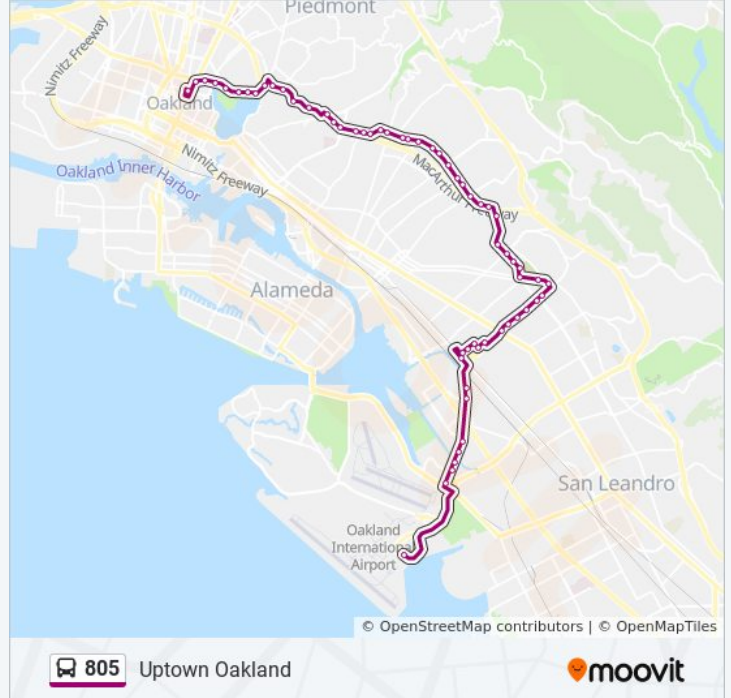 Piedmont
Nimitz Freeway
Oakland
Nimitz Freeway
Oakland Inner Harbor
MacArthur Freeway
Alameda
San Leandro
Oakland
International
Airport
© OpenStreetMap contributors | © OpenMapTiles
805 Uptown Oakland
moovit